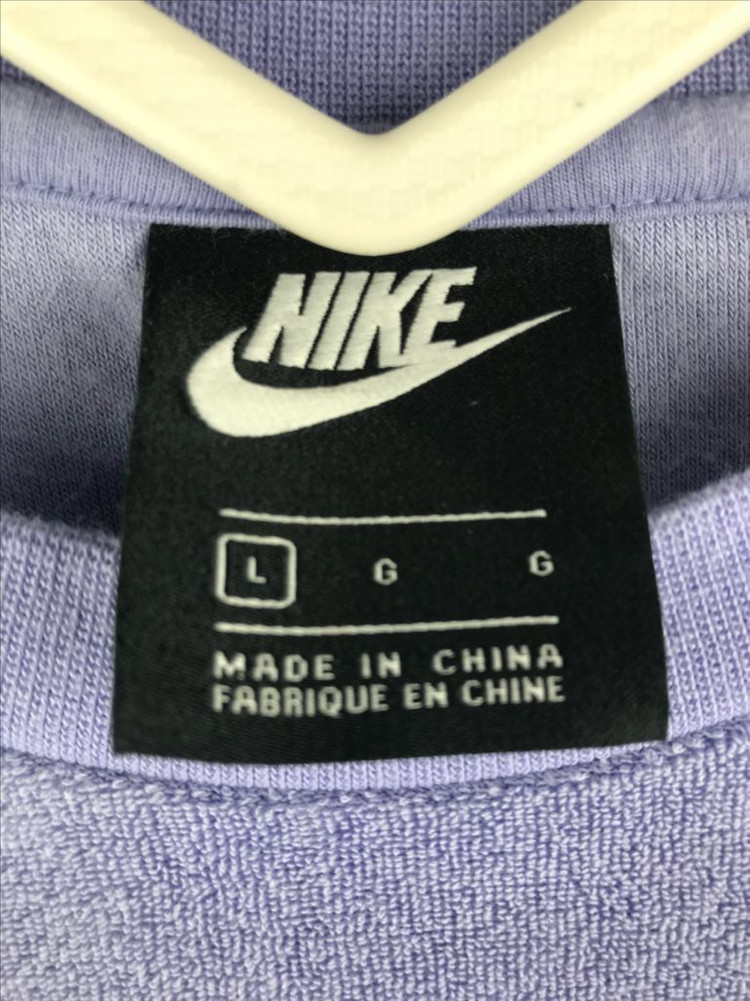 NIKE
L G G
MADE IN CHINA
FABRIQUE EN CHINE